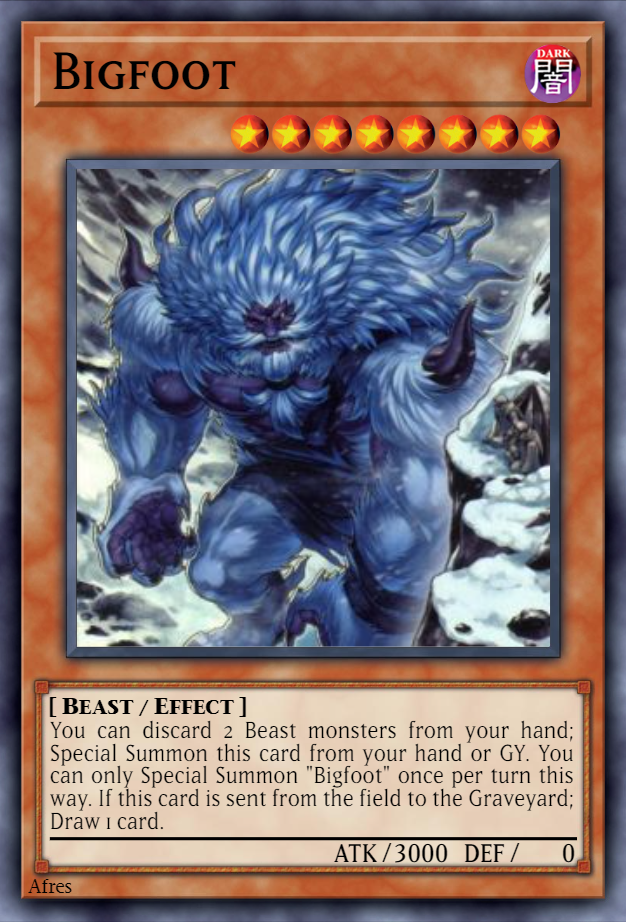 Bigfoot
DARK
闇
[ Beast / Effect ]
You can discard 2 Beast monsters from your hand;
Special Summon this card from your hand or GY. You
can only Special Summon "Bigfoot" once per turn this
way. If this card is sent from the field to the Graveyard;
Draw 1 card.
ATK / 3000 DEF / 0
Afres